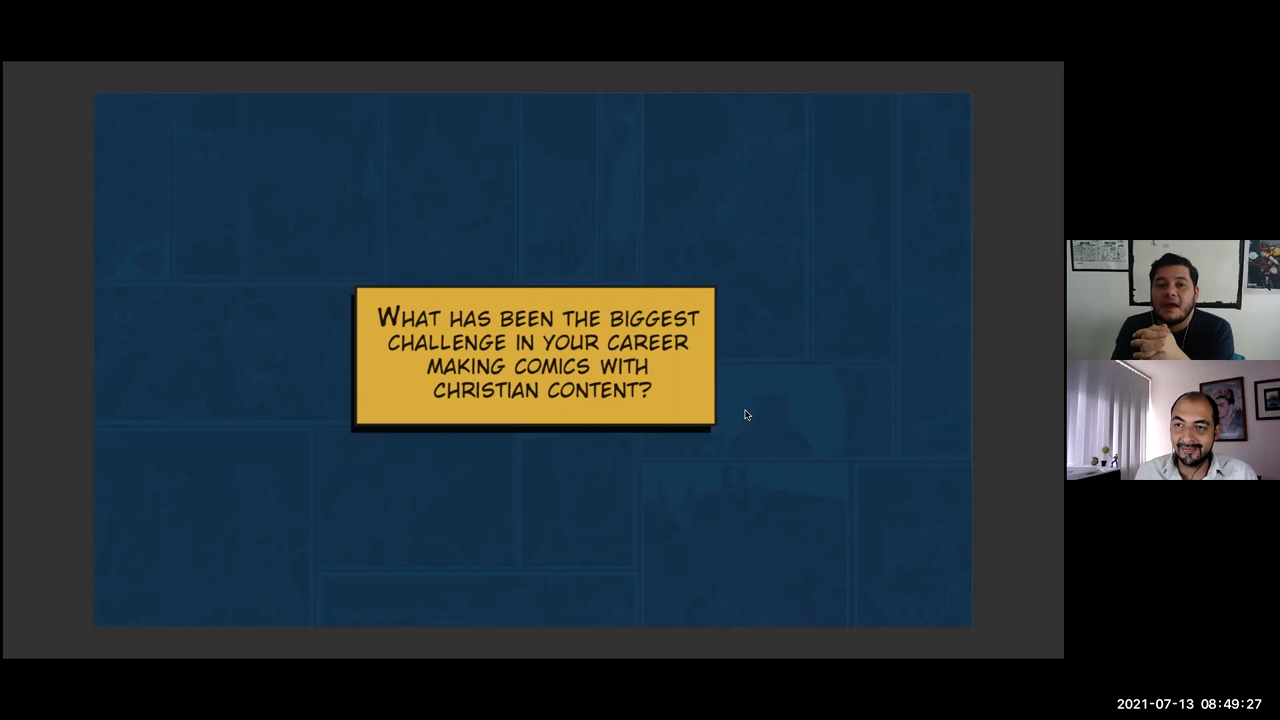 WHAT HAS BEEN THE BIGGEST
CHALLENGE IN YOUR CAREER
MAKING COMICS WITH
CHRISTIAN CONTENT?
2021-07-13 08:49:27